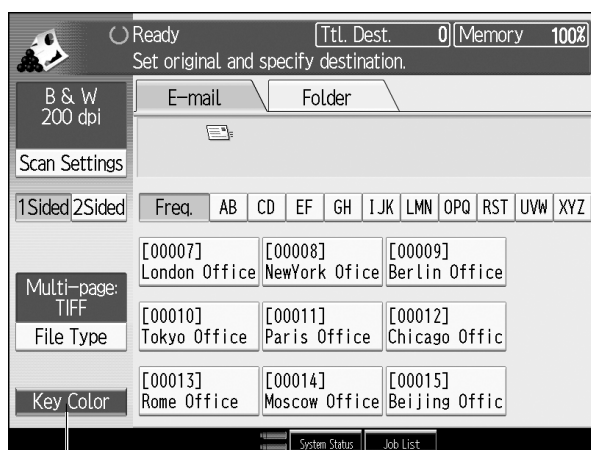 Ready Ttl. Dest. 0 Memory 100%
Set original and specify destination.
B & W
200 dpi
Scan Settings
1Sided 2Sided
Multi-page:
TIFF
File Type
Key Color
E-mail Folder
Freq. AB CD EF GH IJK LMN OPQ RST UVW XYZ
[00007] [00008] [00009]
London Office NewYork Ofice Berlin Office
[00010] [00011] [00012]
Tokyo Office Paris Office Chicago Offic
[00013] [00014] [00015]
Rome Office Moscow Office Beijing Offic
System Status Job List